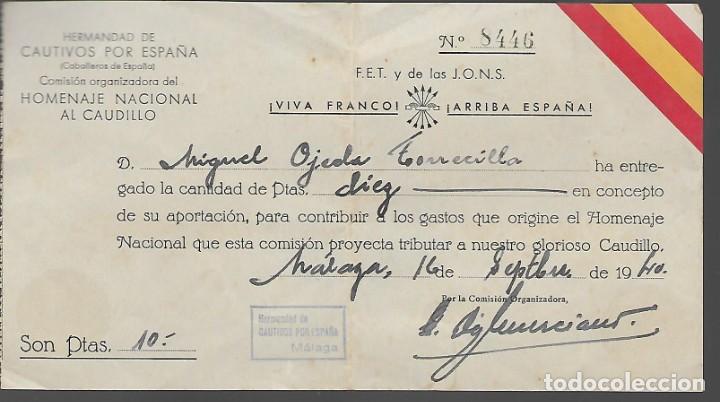 HERMANDAD DE
CAUTIVOS POR ESPAÑA
(Caballeros de España)
Comisión organizadora del
HOMENAJE NACIONAL
AL CAUDILLO
N.º 8446
F.E.T. y de las J.O.N.S.
¡VIVA FRANCO! ¡ARRIBA ESPAÑA!
D. Miguel Ojeda Torrecilla ha entre-
gado la cantidad de Ptas. diez en concepto
de su aportación, para contribuir a los gastos que origine el Homenaje
Nacional que esta comisión proyecta tributar a nuestro glorioso Caudillo.
Málaga, 16 de Septbre. de 1940.
Por la Comisión Organizadora,
Hermandad de
CAUTIVOS POR ESPAÑA
Málaga
Son Ptas. 10.-
todocoleccion.net